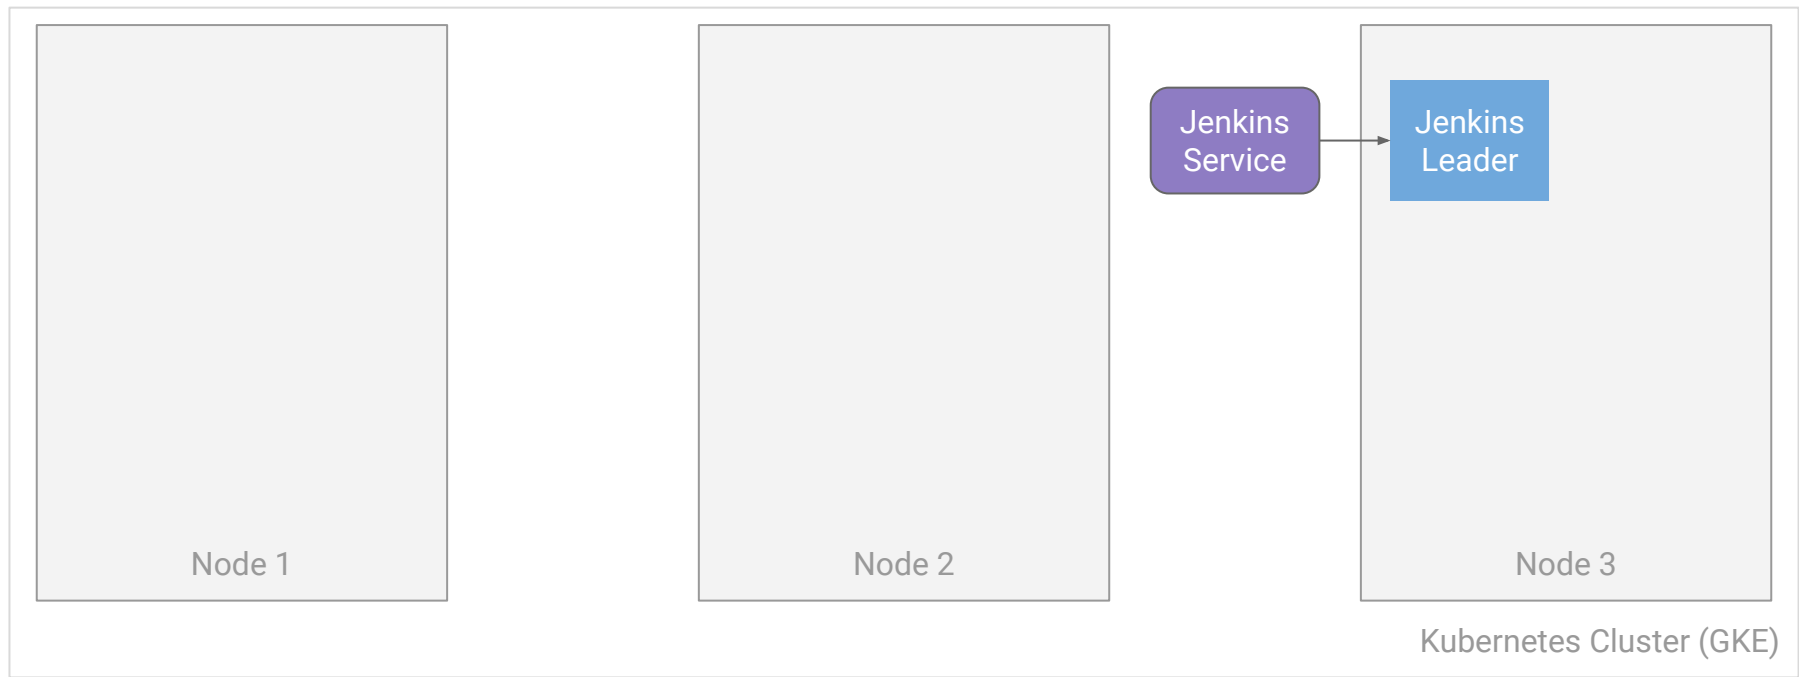 Jenkins
Service
Jenkins
Leader
Node 1
Node 2
Node 3
Kubernetes Cluster (GKE)